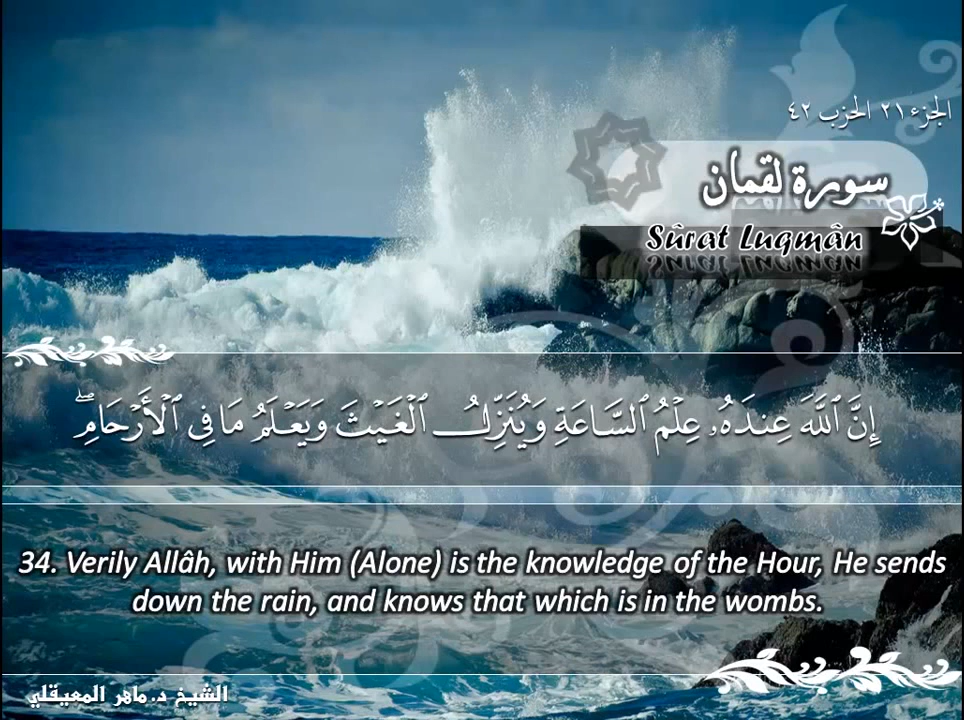 الجزء ٢١ الحزب ٤٢
سورة لقمان
Sûrat Luqmân
إِنَّ ٱللَّهَ عِندَهُۥ عِلْمُ ٱلسَّاعَةِ وَيُنَزِّلُ ٱلْغَيْثَ وَيَعْلَمُ مَا فِى ٱلْأَرْحَامِ ۖ
34. Verily Allâh, with Him (Alone) is the knowledge of the Hour, He sends
down the rain, and knows that which is in the wombs.
الشيخ د. ماهر المعيقلي